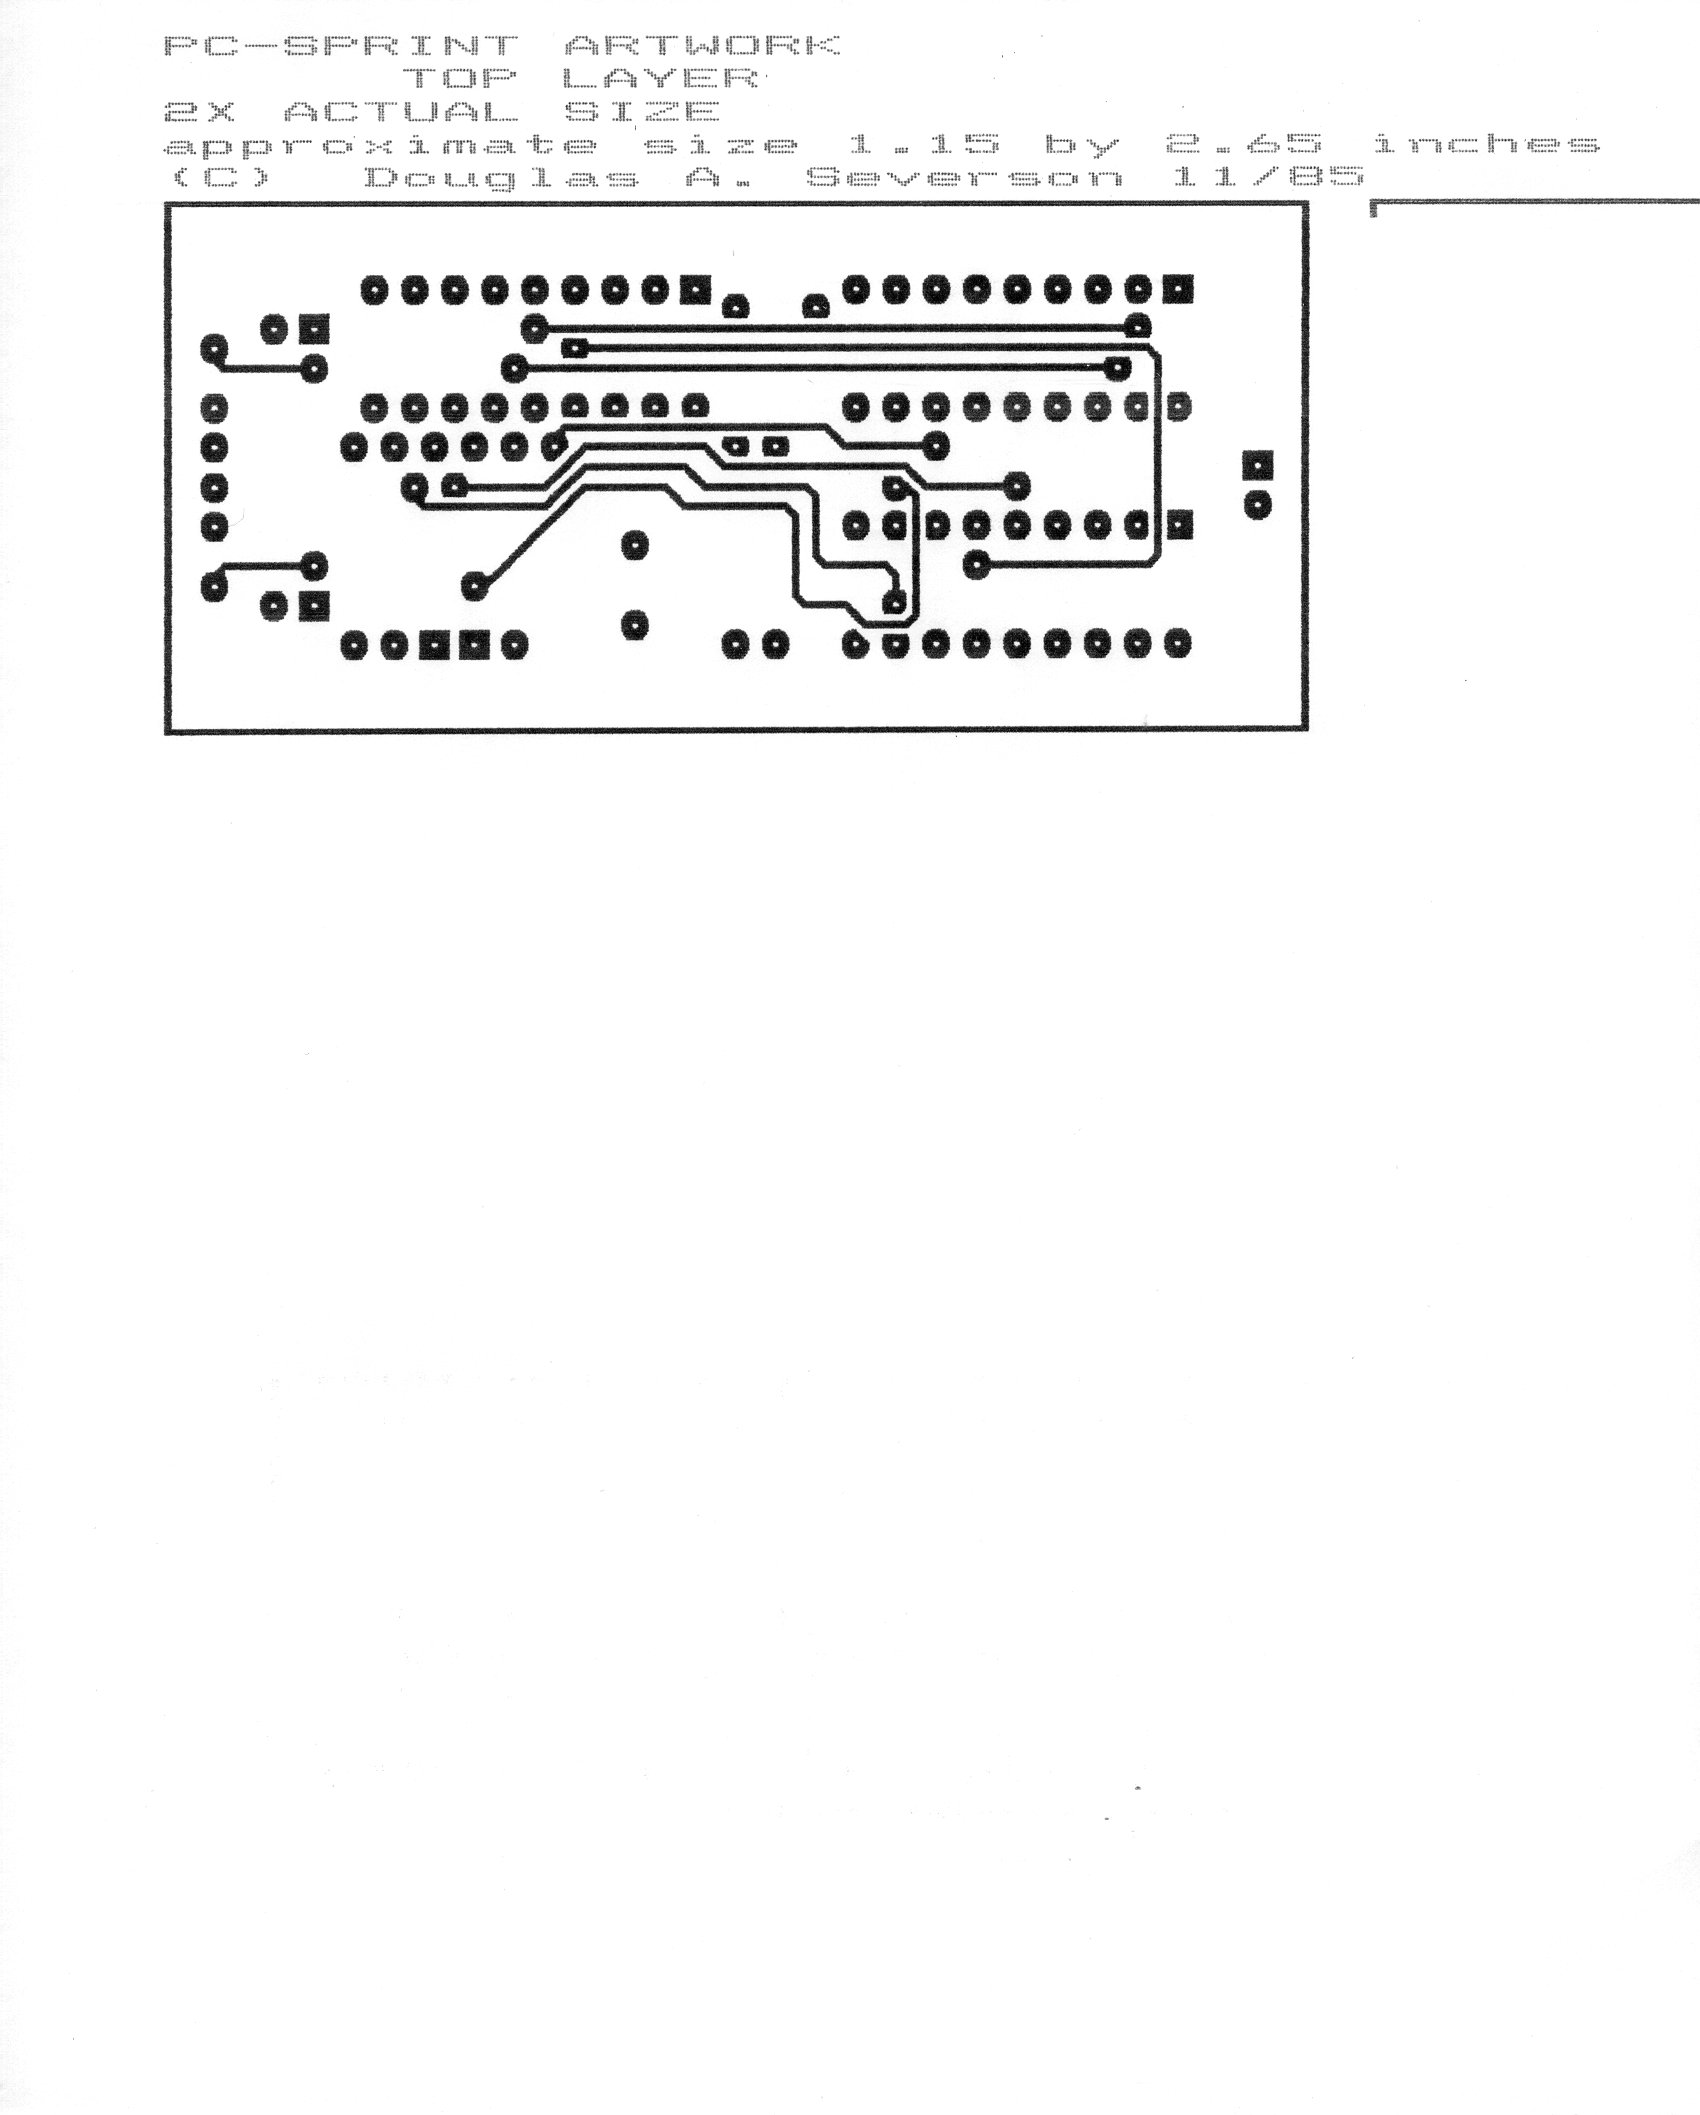 PC-SPRINT ARTWORK
TOP LAYER
2X ACTUAL SIZE
approximate size 1.15 by 2.65 inches
(C) Douglas A. Severson 11/85